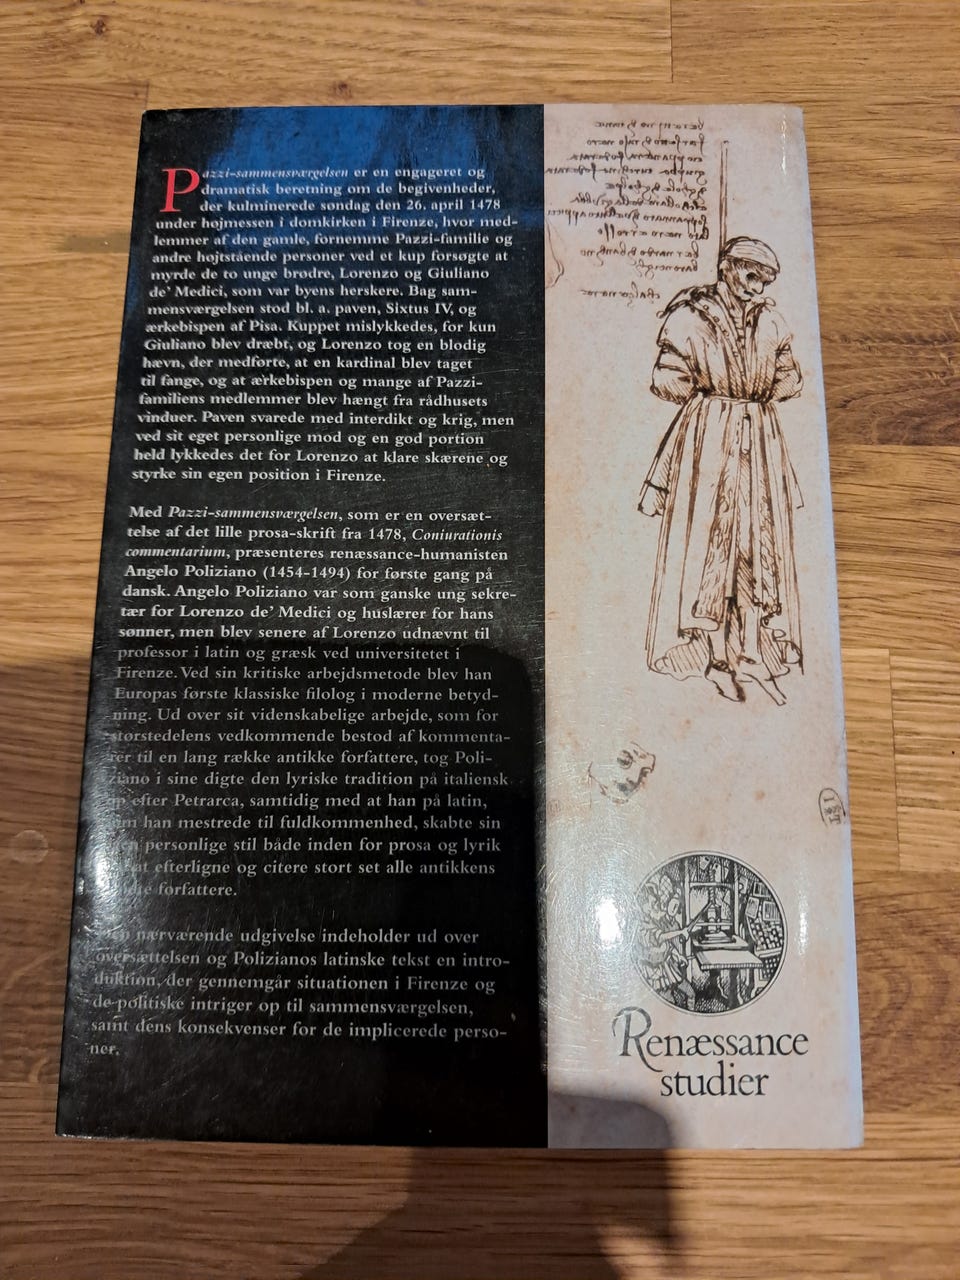 Pazzi-sammensværgelsen er en engageret og
dramatisk beretning om de begivenheder,
der kulminerede søndag den 26. april 1478
under højmessen i domkirken i Firenze, hvor med-
lemmer af den gamle, fornemme Pazzi-familie og
andre højtstående personer ved et kup forsøgte at
myrde de to unge brødre, Lorenzo og Giuliano
de' Medici, som var byens herskere. Bag sam-
mensværgelsen stod bl. a. paven, Sixtus IV, og
ærkebispen af Pisa. Kuppet mislykkedes, for kun
Giuliano blev dræbt, og Lorenzo tog en blodig
hævn, der medførte, at en kardinal blev taget
til fange, og at ærkebispen og mange af Pazzi-
familiens medlemmer blev hængt fra rådhusets
vinduer. Paven svarede med interdikt og krig, men
ved sit eget personlige mod og en god portion
held lykkedes det for Lorenzo at klare skærene og
styrke sin egen position i Firenze.
Med Pazzi-sammensværgelsen, som er en oversæt-
telse af det lille prosa-skrift fra 1478, Coniurationis
commentarium, præsenteres renæssance-humanisten
Angelo Poliziano (1454-1494) for første gang på
dansk. Angelo Poliziano var som ganske ung sekre-
tær for Lorenzo de' Medici og huslærer for hans
sønner, men blev senere af Lorenzo udnævnt til
professor i latin og græsk ved universitetet i
Firenze. Ved sin kritiske arbejdsmetode blev han
Europas første klassiske filolog i moderne betyd-
ning. Ud over sit videnskabelige arbejde, som for
størstedelens vedkommende bestod af kommenta-
rer til en lang række antikke forfattere, tog Poli-
ziano i sine digte den lyriske tradition på italiensk
op efter Petrarca, samtidig med at han på latin,
som han mestrede til fuldkommenhed, skabte sin
personlige stil både inden for prosa og lyrik
at efterligne og citere stort set alle antikkens
forfattere.
nærværende udgivelse indeholder ud over
oversættelsen og Polizianos latinske tekst en intro-
duktion, der gennemgår situationen i Firenze og
de politiske intriger op til sammensværgelsen,
samt dens konsekvenser for de implicerede perso-
ner.
Renæssance
studier